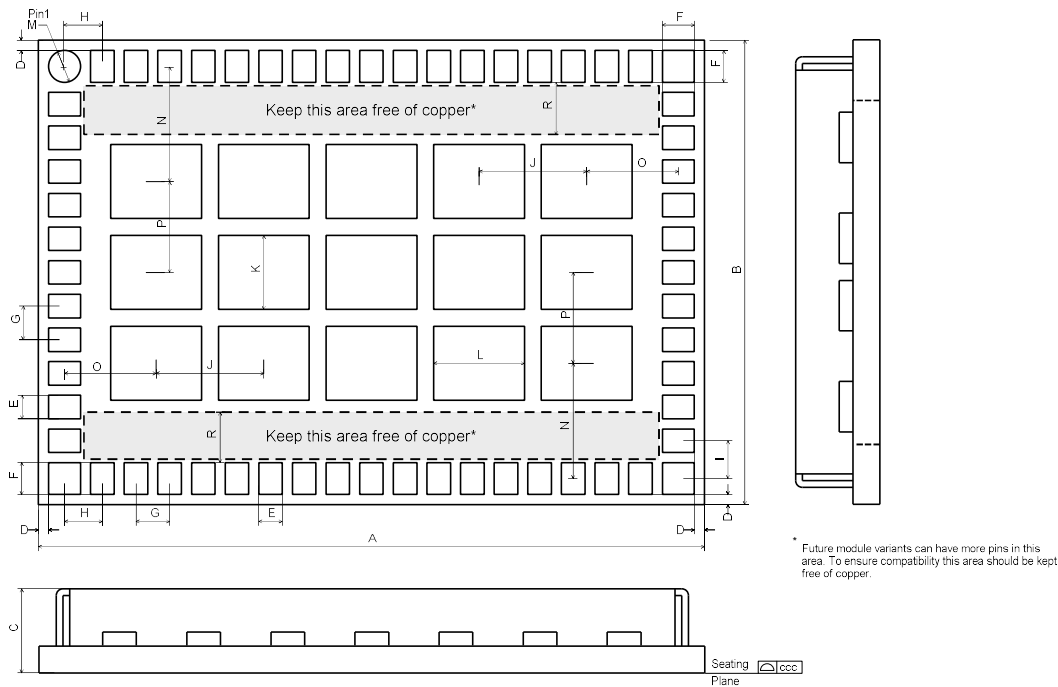 Pin1
M
H
F
D
F
Keep this area free of copper*
R
N
J
O
P
K
B
G
P
O
J
L
E
R
Keep this area free of copper*
N
I
F
H
G
E
D
D
D
A
* Future module variants can have more pins in this
area. To ensure compatibility this area should be kept
free of copper.
C
Seating
ccc
Plane